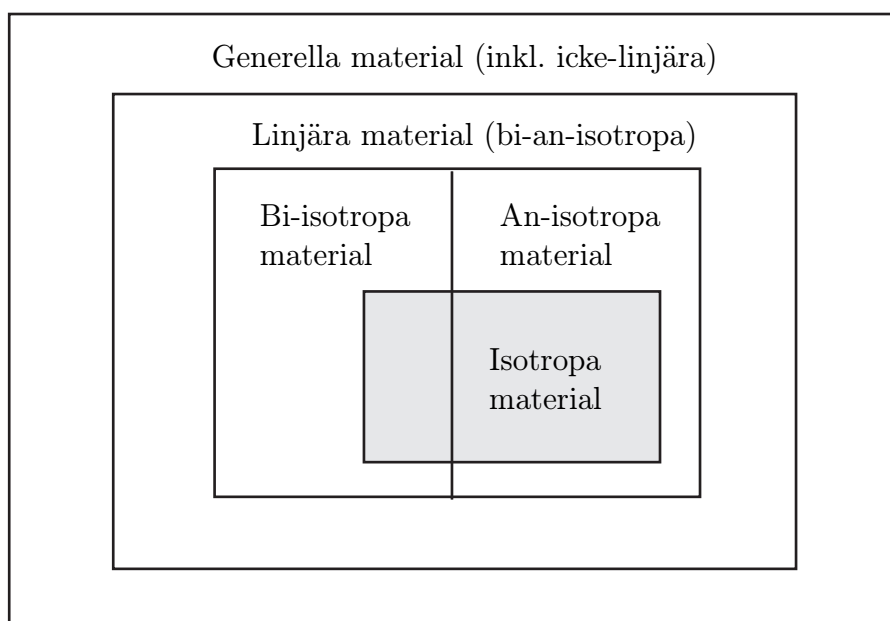 Generella material (inkl. icke-linjära)
Linjära material (bi-an-isotropa)
Bi-isotropa
material
An-isotropa
material
Isotropa
material